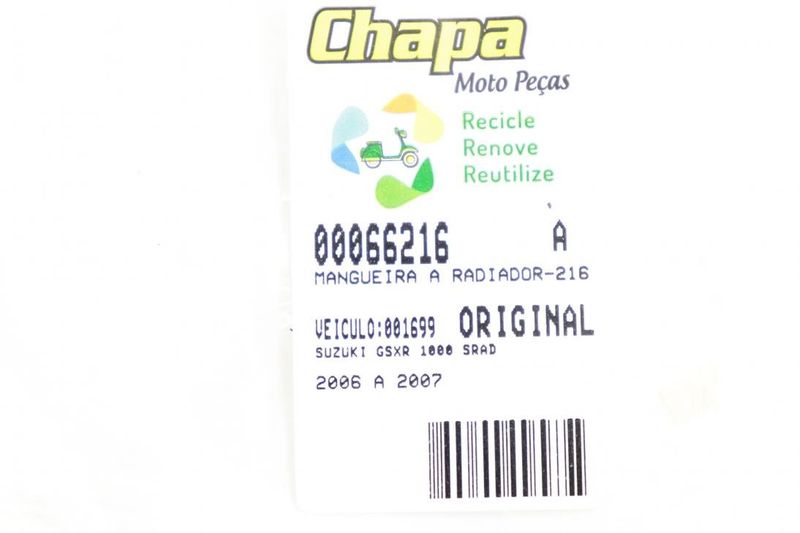 Chapa
Moto Peças
Recicle
Renove
Reutilize
00066216 A
MANGUEIRA A RADIADOR-216
VEICULO:001699 ORIGINAL
SUZUKI GSXR 1000 SRAD
2006 A 2007